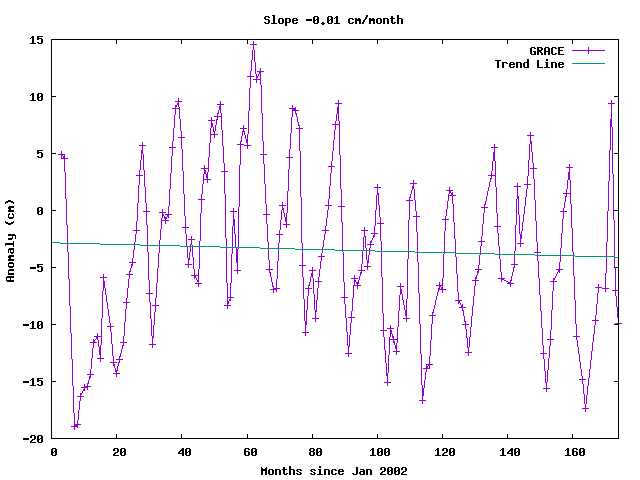 Slope -0.01 cm/month
GRACE
Trend Line
15
10
5
0
-5
-10
-15
-20
Anomaly (cm)
0 20 40 60 80 100 120 140 160
Months since Jan 2002